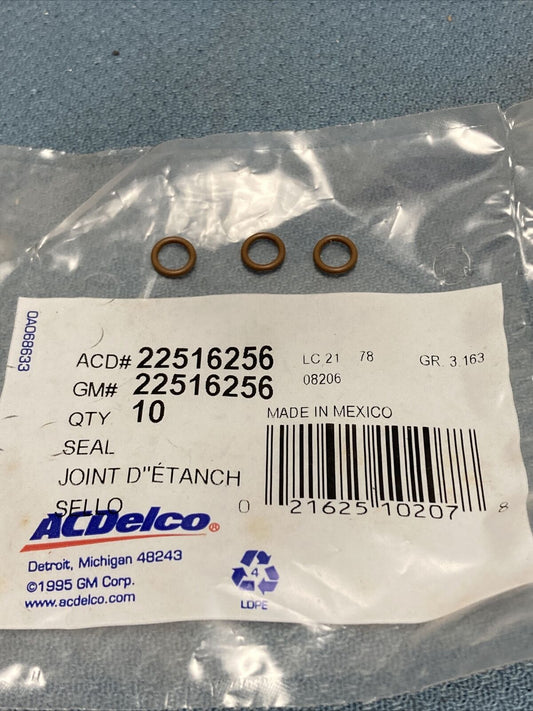 ACD# 22516256 LC 21 78 GR. 3.163
GM# 22516256 08206
QTY 10 MADE IN MEXICO
SEAL
JOINT D"ÉTANCH
SELLO 0 21625 10207 8
ACDelco®
Detroit, Michigan 48243
©1995 GM Corp.
www.acdelco.com
4
LDPE
DA068633